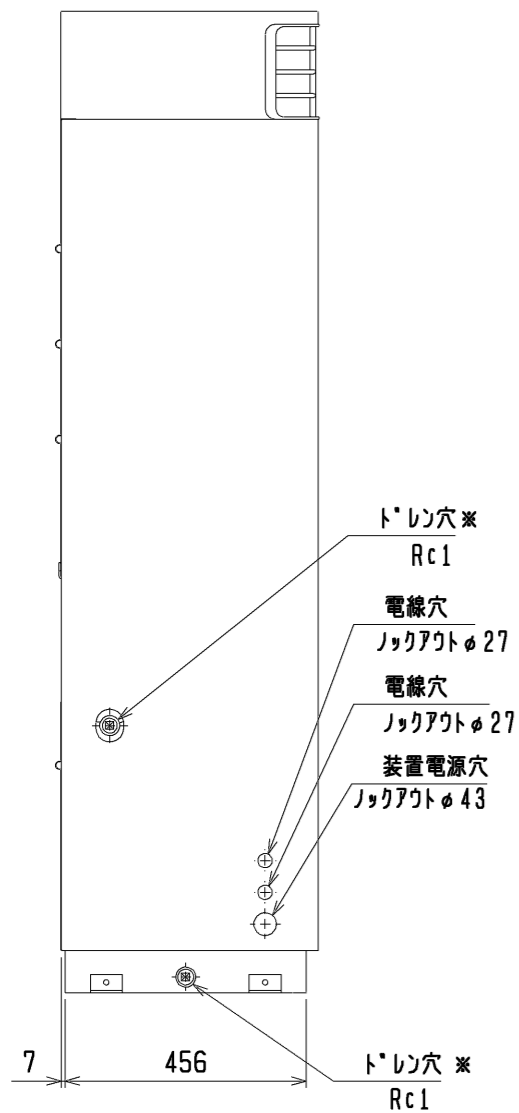 ドレン穴※
Rc1
電線穴
ノックアウトφ27
電線穴
ノックアウトφ27
装置電源穴
ノックアウトφ43
7
456
ドレン穴 ※
Rc1